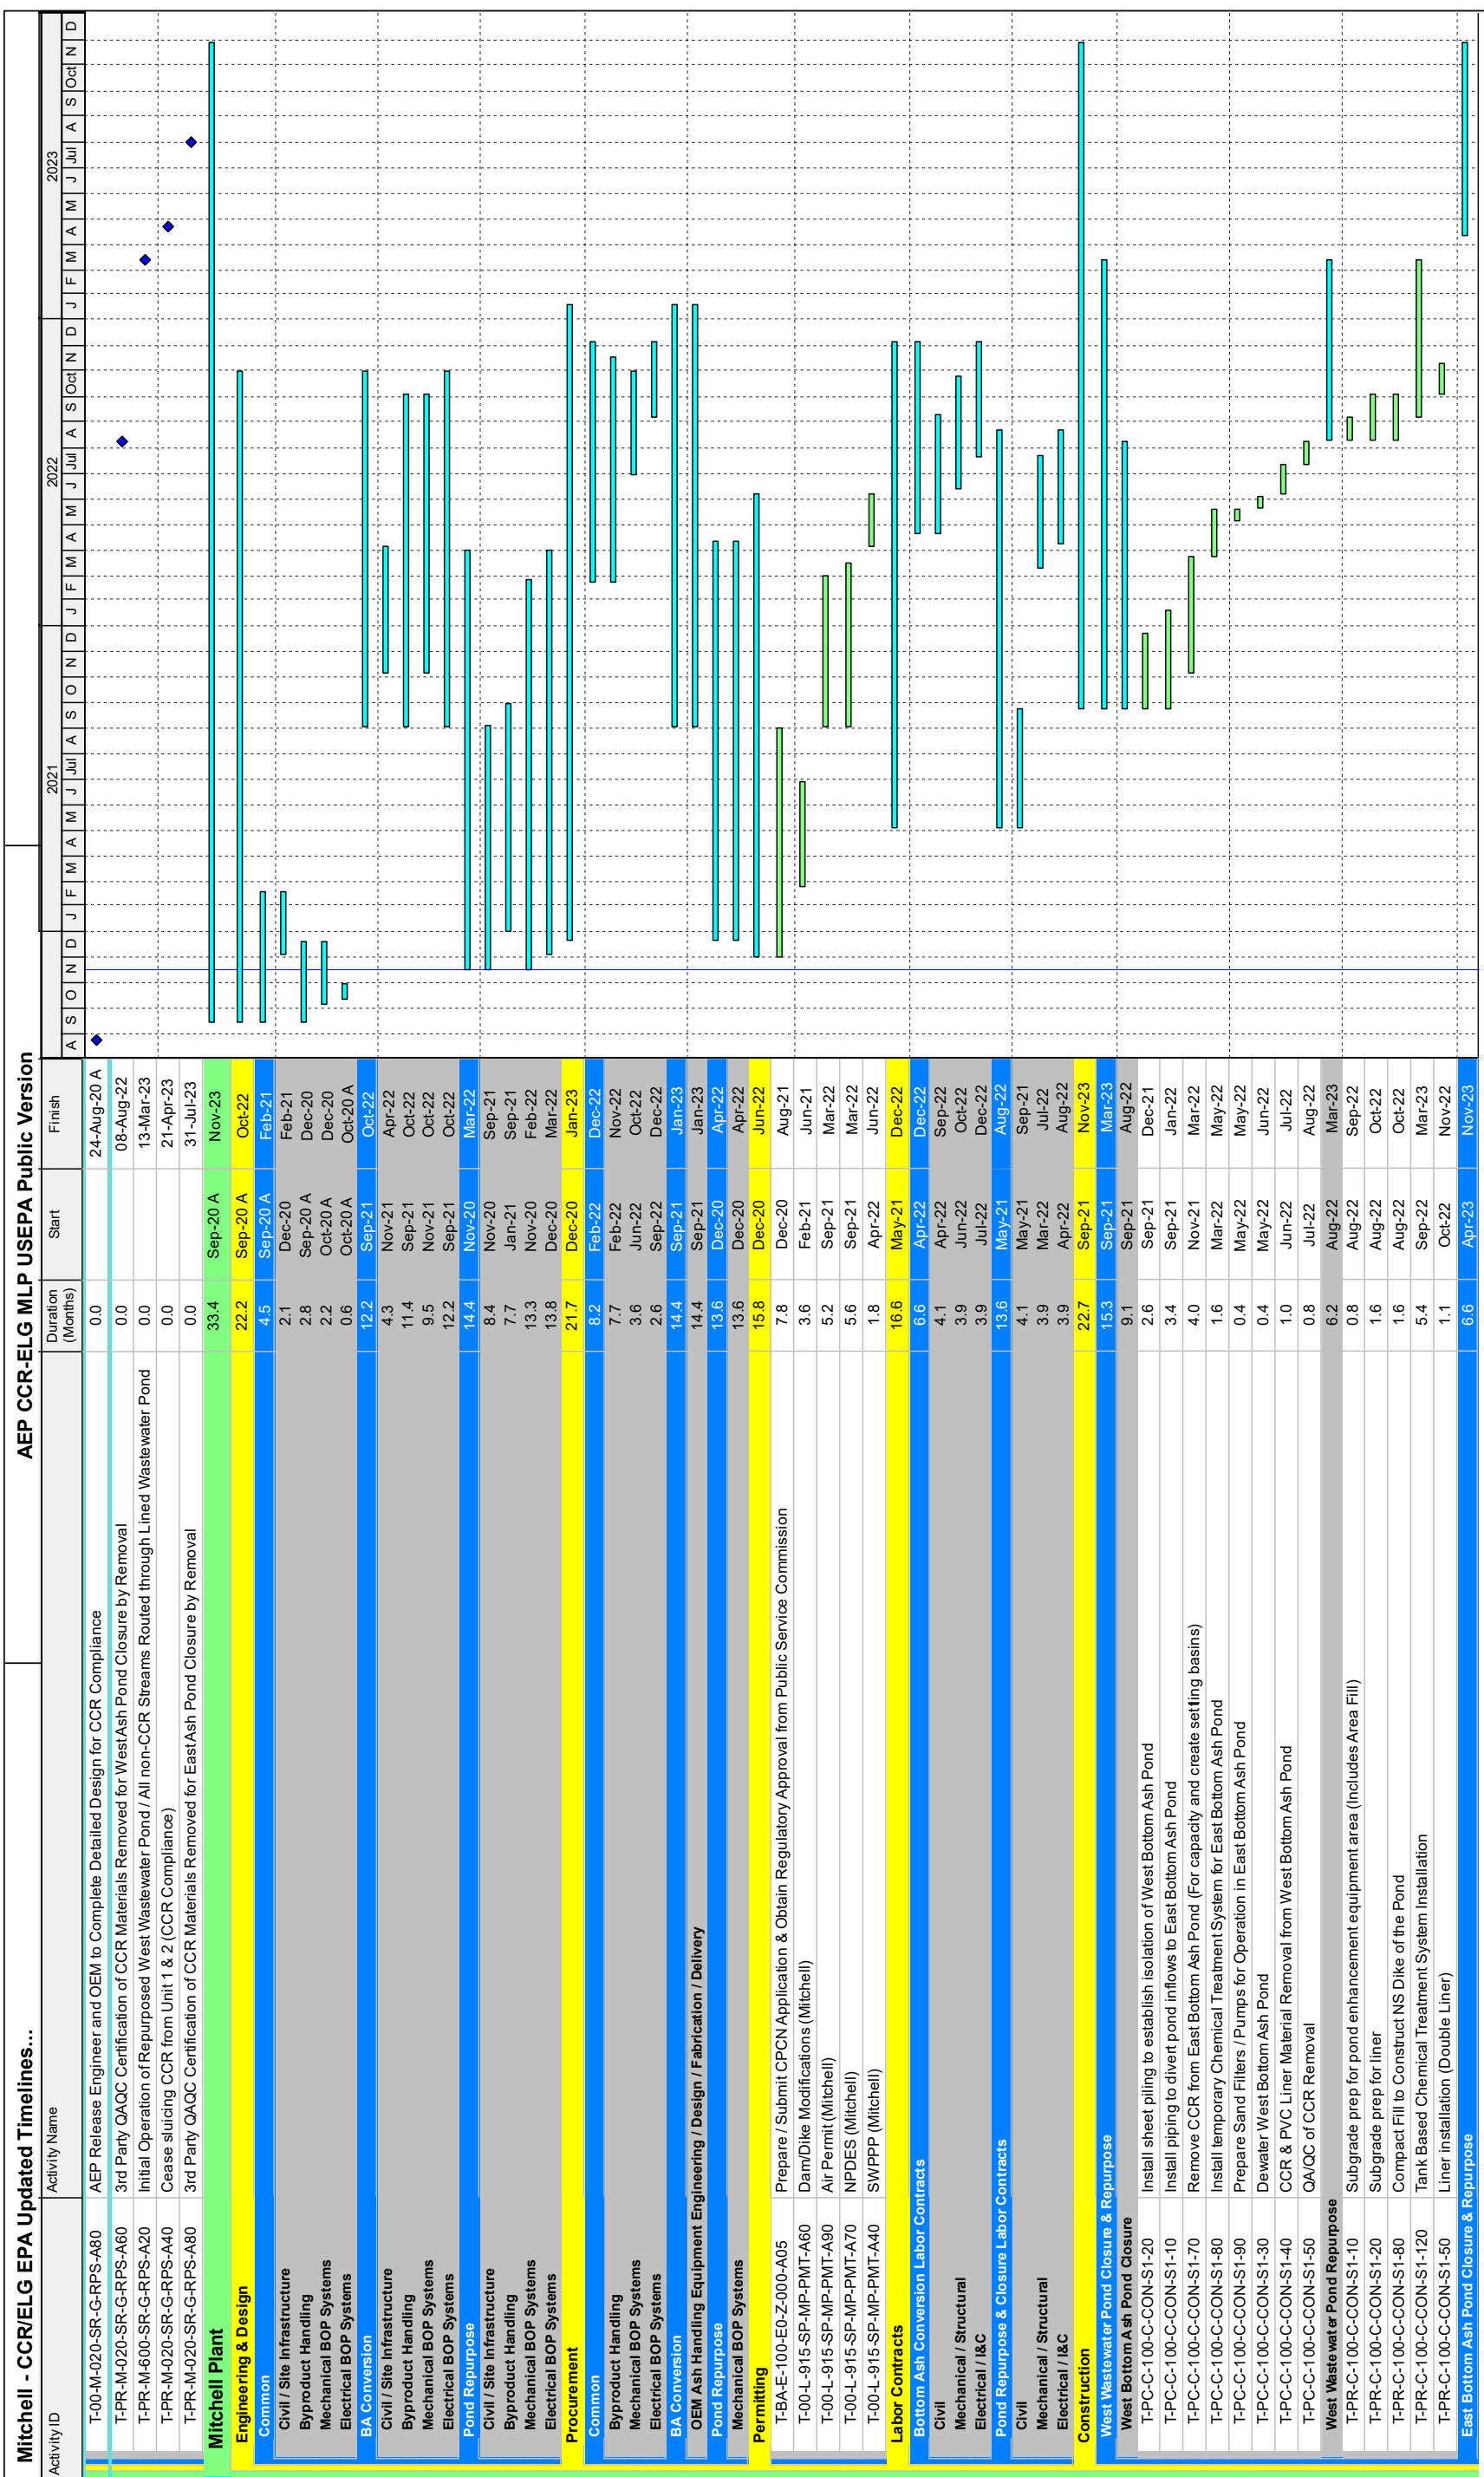 Mitchell - CCR/ELG EPA Updated Timelines... AEP CCR-ELG MLP USEPA Public Version
Activity ID Activity Name Duration (Months) Start Finish 2021 2022 2023
A S O N D J F M A M J Jul A S O N D J F M A M J Jul A S Oct N D J F M A M J Jul A S Oct N D
T-00-M-020-SR-G-RPS-A80 AEP Release Engineer and OEM to Complete Detailed Design for CCR Compliance 0.0 24-Aug-20 A
T-PR-M-020-SR-G-RPS-A60 3rd Party QAQC Certification of CCR Materials Removed for West Ash Pond Closure by Removal 0.0 08-Aug-22
T-PR-M-600-SR-G-RPS-A20 Initial Operation of Repurposed West Wastewater Pond / All non-CCR Streams Routed through Lined Wastewater Pond 0.0 13-Mar-23
T-PR-M-020-SR-G-RPS-A40 Cease sluicing CCR from Unit 1 & 2 (CCR Compliance) 0.0 21-Apr-23
T-PR-M-020-SR-G-RPS-A80 3rd Party QAQC Certification of CCR Materials Removed for East Ash Pond Closure by Removal 0.0 31-Jul-23
Mitchell Plant 33.4 Sep-20 A Nov-23
Engineering & Design 22.2 Sep-20 A Oct-22
Common 4.5 Sep-20 A Feb-21
Civil / Site Infrastructure 2.1 Dec-20 Feb-21
Byproduct Handling 2.8 Sep-20 A Dec-20
Mechanical BOP Systems 2.2 Oct-20 A Dec-20
Electrical BOP Systems 0.6 Oct-20 A Oct-20 A
BA Conversion 12.2 Sep-21 Oct-22
Civil / Site Infrastructure 4.3 Nov-21 Apr-22
Byproduct Handling 11.4 Sep-21 Oct-22
Mechanical BOP Systems 9.5 Nov-21 Oct-22
Electrical BOP Systems 12.2 Sep-21 Oct-22
Pond Repurpose 14.4 Nov-20 Mar-22
Civil / Site Infrastructure 8.4 Nov-20 Sep-21
Byproduct Handling 7.7 Jan-21 Sep-21
Mechanical BOP Systems 13.3 Nov-20 Feb-22
Electrical BOP Systems 13.8 Dec-20 Mar-22
Procurement 21.7 Dec-20 Jan-23
Common 8.2 Feb-22 Dec-22
Byproduct Handling 7.7 Feb-22 Nov-22
Mechanical BOP Systems 3.6 Jun-22 Oct-22
Electrical BOP Systems 2.6 Sep-22 Dec-22
BA Conversion 14.4 Sep-21 Jan-23
OEM Ash Handling Equipment Engineering / Design / Fabrication / Delivery 14.4 Sep-21 Jan-23
Pond Repurpose 13.6 Dec-20 Apr-22
Mechanical BOP Systems 13.6 Dec-20 Apr-22
Permitting 15.8 Dec-20 Jun-22
T-BA-E-100-E0-Z-000-A05 Prepare / Submit CPCN Application & Obtain Regulatory Approval from Public Service Commission 7.8 Dec-20 Aug-21
T-00-L-915-SP-MP-PMT-A60 Dam/Dike Modifications (Mitchell) 3.6 Feb-21 Jun-21
T-00-L-915-SP-MP-PMT-A90 Air Permit (Mitchell) 5.2 Sep-21 Mar-22
T-00-L-915-SP-MP-PMT-A70 NPDES (Mitchell) 5.6 Sep-21 Mar-22
T-00-L-915-SP-MP-PMT-A40 SWPPP (Mitchell) 1.8 Apr-22 Jun-22
Labor Contracts 16.6 May-21 Dec-22
Bottom Ash Conversion Labor Contracts 6.6 Apr-22 Dec-22
Civil 4.1 Apr-22 Sep-22
Mechanical / Structural 3.9 Jun-22 Oct-22
Electrical / I&C 3.9 Jul-22 Dec-22
Pond Repurpose & Closure Labor Contracts 13.6 May-21 Aug-22
Civil 4.1 May-21 Sep-21
Mechanical / Structural 3.9 Mar-22 Jul-22
Electrical / I&C 3.9 Apr-22 Aug-22
Construction 22.7 Sep-21 Nov-23
West Wastewater Pond Closure & Repurpose 15.3 Sep-21 Mar-23
West Bottom Ash Pond Closure 9.1 Sep-21 Aug-22
T-PC-C-100-C-CON-S1-20 Install sheet piling to establish isolation of West Bottom Ash Pond 2.6 Sep-21 Dec-21
T-PC-C-100-C-CON-S1-10 Install piping to divert pond inflows to East Bottom Ash Pond 3.4 Sep-21 Jan-22
T-PC-C-100-C-CON-S1-70 Remove CCR from East Bottom Ash Pond (For capacity and create settling basins) 4.0 Nov-21 Mar-22
T-PC-C-100-C-CON-S1-80 Install temporary Chemical Treatment System for East Bottom Ash Pond 1.6 Mar-22 May-22
T-PC-C-100-C-CON-S1-90 Prepare Sand Filters / Pumps for Operation in East Bottom Ash Pond 0.4 May-22 May-22
T-PC-C-100-C-CON-S1-30 Dewater West Bottom Ash Pond 0.4 May-22 Jun-22
T-PC-C-100-C-CON-S1-40 CCR & PVC Liner Material Removal from West Bottom Ash Pond 1.0 Jun-22 Jul-22
T-PC-C-100-C-CON-S1-50 QA/QC of CCR Removal 0.8 Jul-22 Aug-22
West Wastewater Pond Repurpose 6.2 Aug-22 Mar-23
T-PR-C-100-C-CON-S1-10 Subgrade prep for pond enhancement equipment area (Includes Area Fill) 0.8 Aug-22 Sep-22
T-PR-C-100-C-CON-S1-20 Subgrade prep for liner 1.6 Aug-22 Oct-22
T-PR-C-100-C-CON-S1-80 Compact Fill to Construct NS Dike of the Pond 1.6 Aug-22 Oct-22
T-PR-C-100-C-CON-S1-120 Tank Based Chemical Treatment System Installation 5.4 Sep-22 Mar-23
T-PR-C-100-C-CON-S1-50 Liner installation (Double Liner) 1.1 Oct-22 Nov-22
East Bottom Ash Pond Closure & Repurpose 6.6 Apr-23 Nov-23